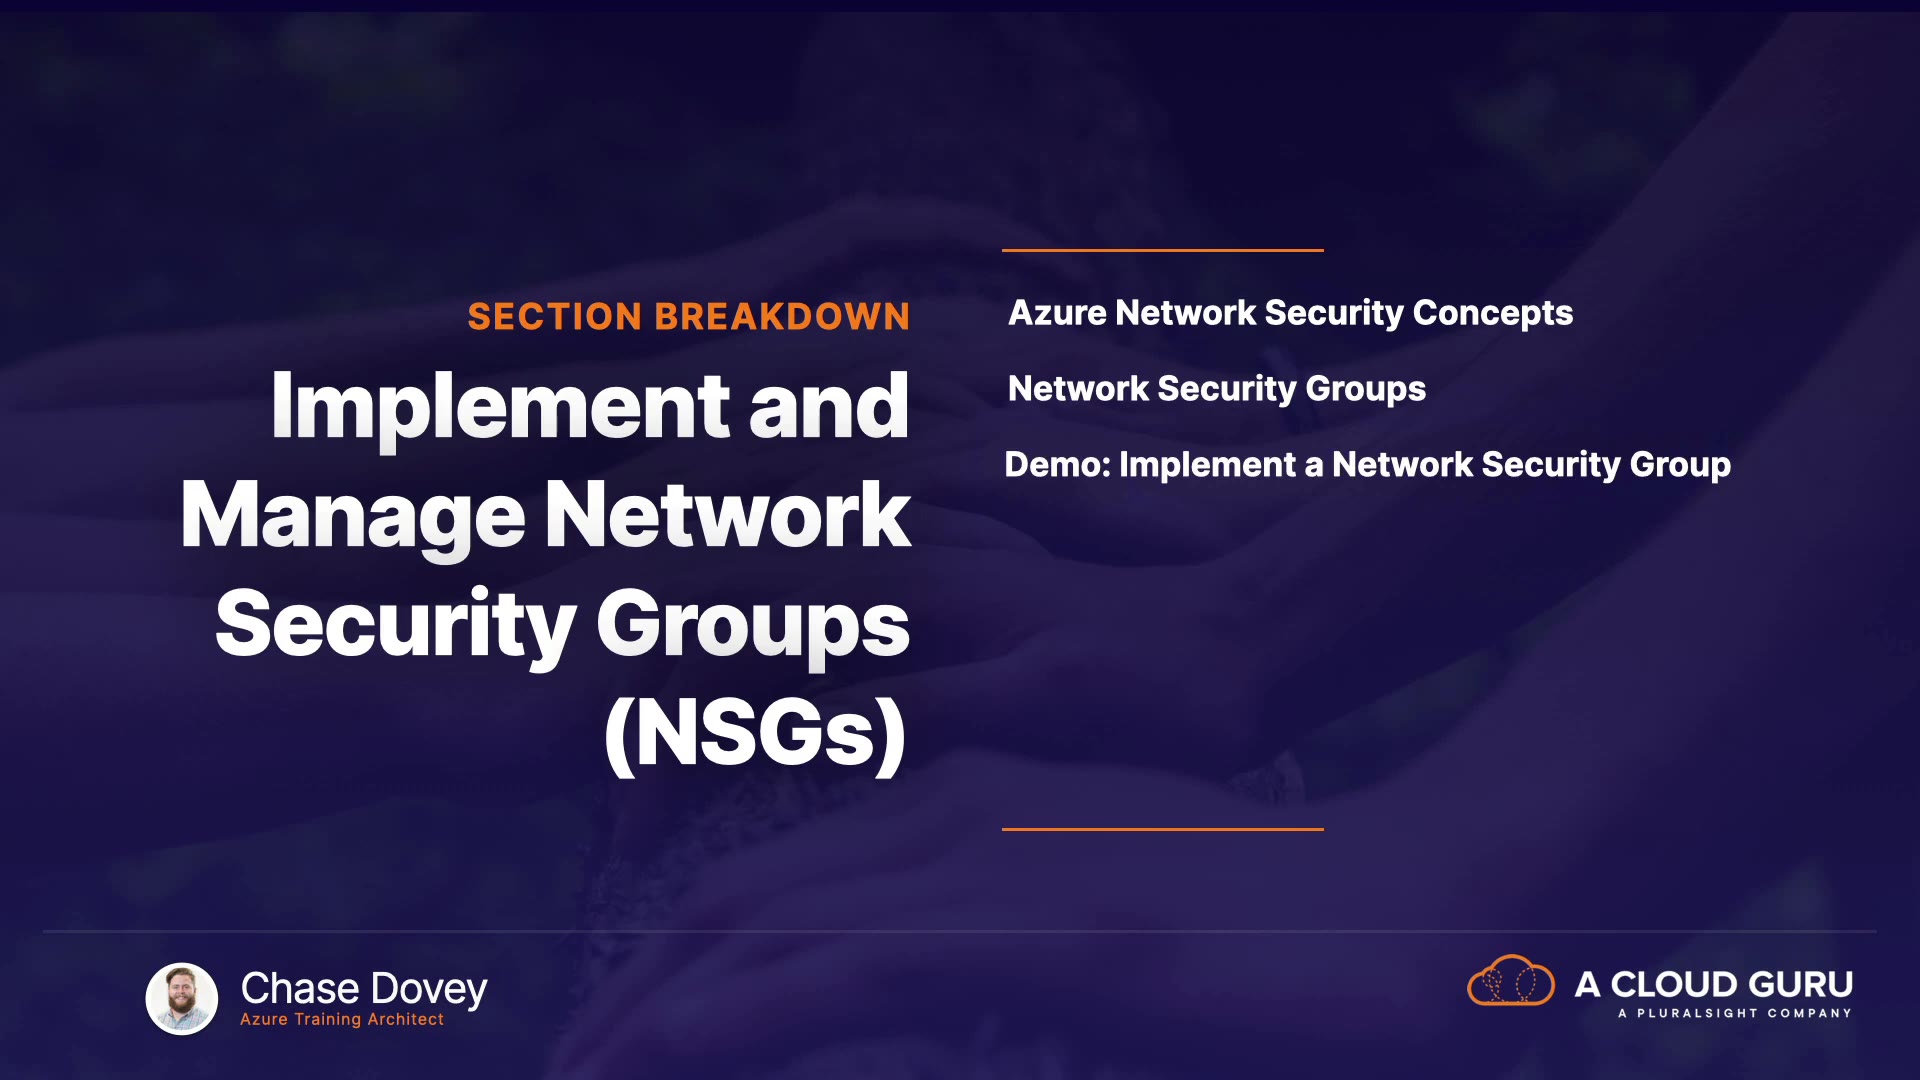 SECTION BREAKDOWN
Implement and
Manage Network
Security Groups
(NSGs)
Azure Network Security Concepts
Network Security Groups
Demo: Implement a Network Security Group
Chase Dovey
Azure Training Architect
A CLOUD GURU
A PLURALSIGHT COMPANY